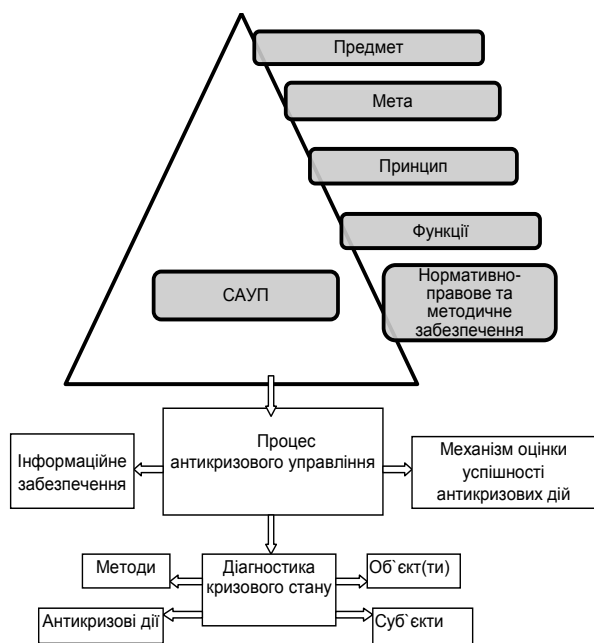 Предмет
Мета
Принцип
Функції
САУП
Нормативно-
правове та
методичне
забезпечення
Процес
антикризового управління
Інформаційне
забезпечення
Механізм оцінки
успішності
антикризових дій
Методи
Діагностика
кризового стану
Об`єкт(ти)
Антикризові дії
Суб`єкти